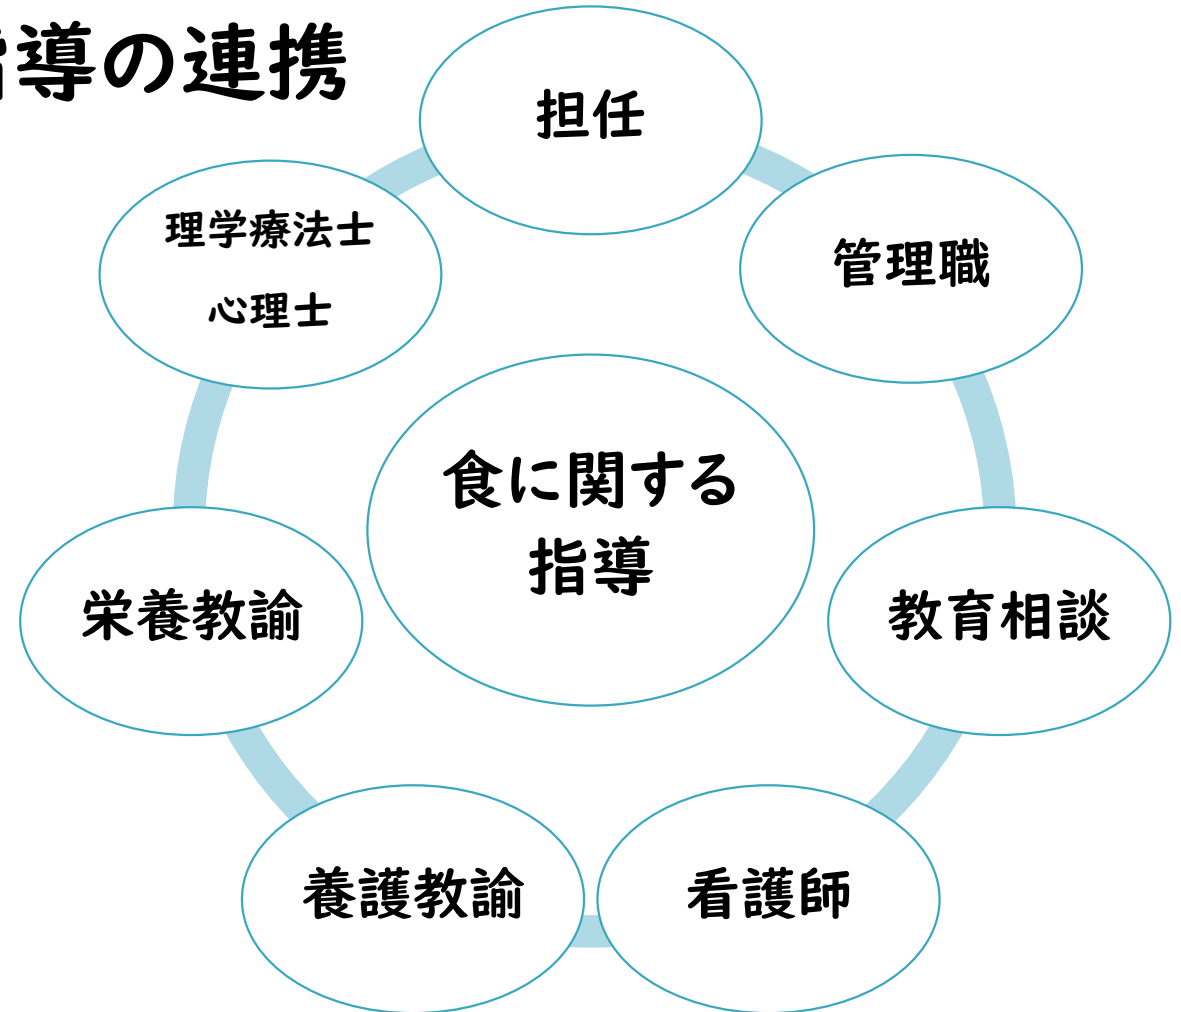 導の連携
担任
管理職
理学療法士
心理士
食に関する
指導
栄養教諭
教育相談
養護教諭
看護師